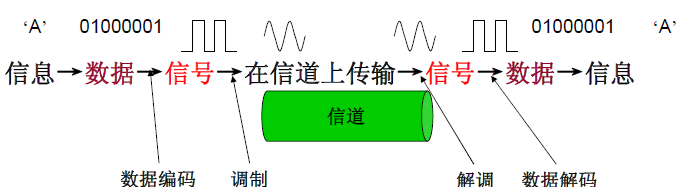 ‘A’ 01000001 01000001 ‘A’
信息→数据→信号→在信道上传输→信号→数据→信息
信道
数据编码 调制 解调 数据解码